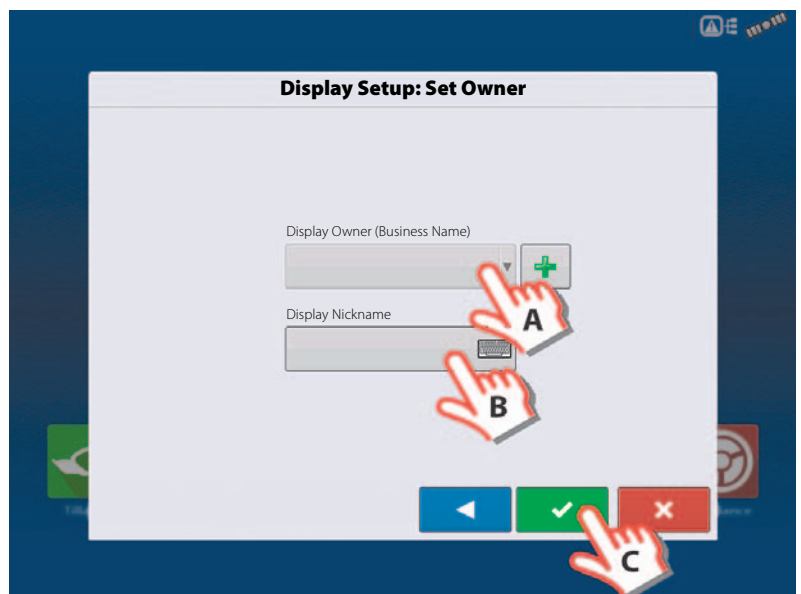 Display Setup: Set Owner
Display Owner (Business Name)
A
Display Nickname
B
C